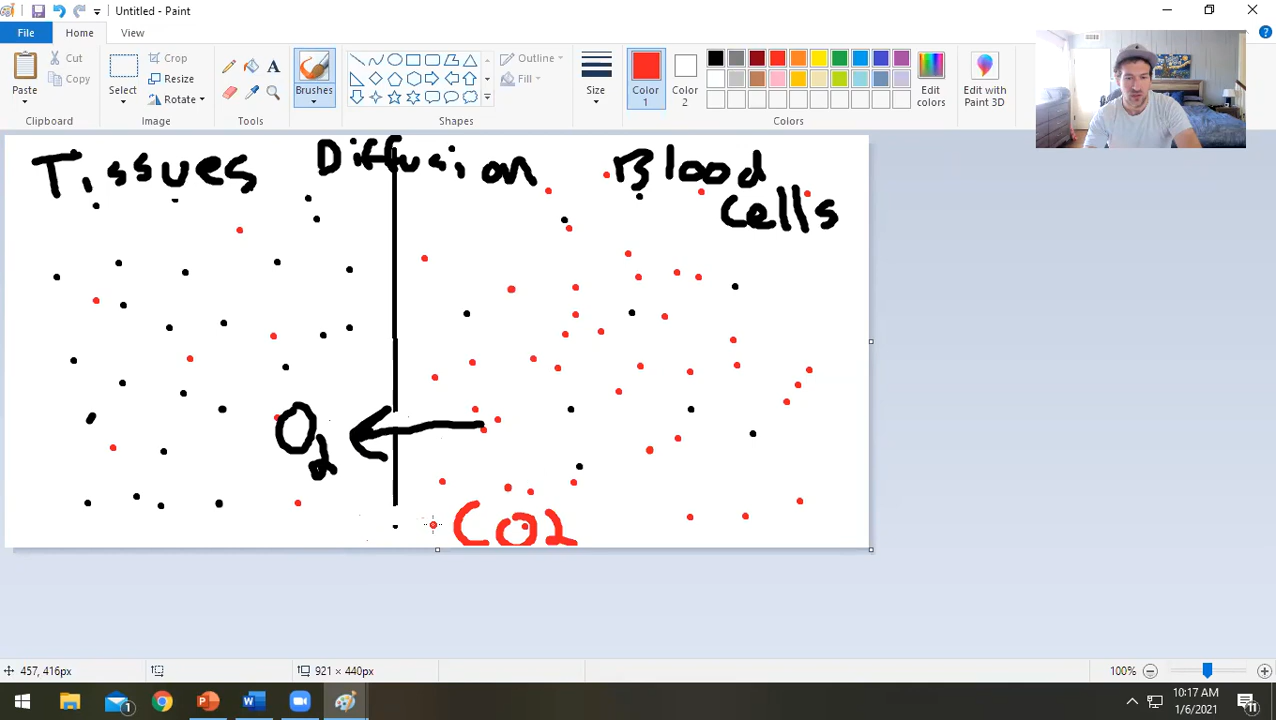 Untitled - Paint
File
Home
View
Paste
Cut
Copy
Clipboard
Select
Crop
Resize
Rotate
Image
A
Tools
Brushes
Outline
Fill
Shapes
Size
Color 1
Color 2
Edit colors
Edit with Paint 3D
Colors
Tissues
Diffusion
Blood
Cells
O2
CO2
457, 416px
921 × 440px
100%
1
10:17 AM
1/6/2021
11